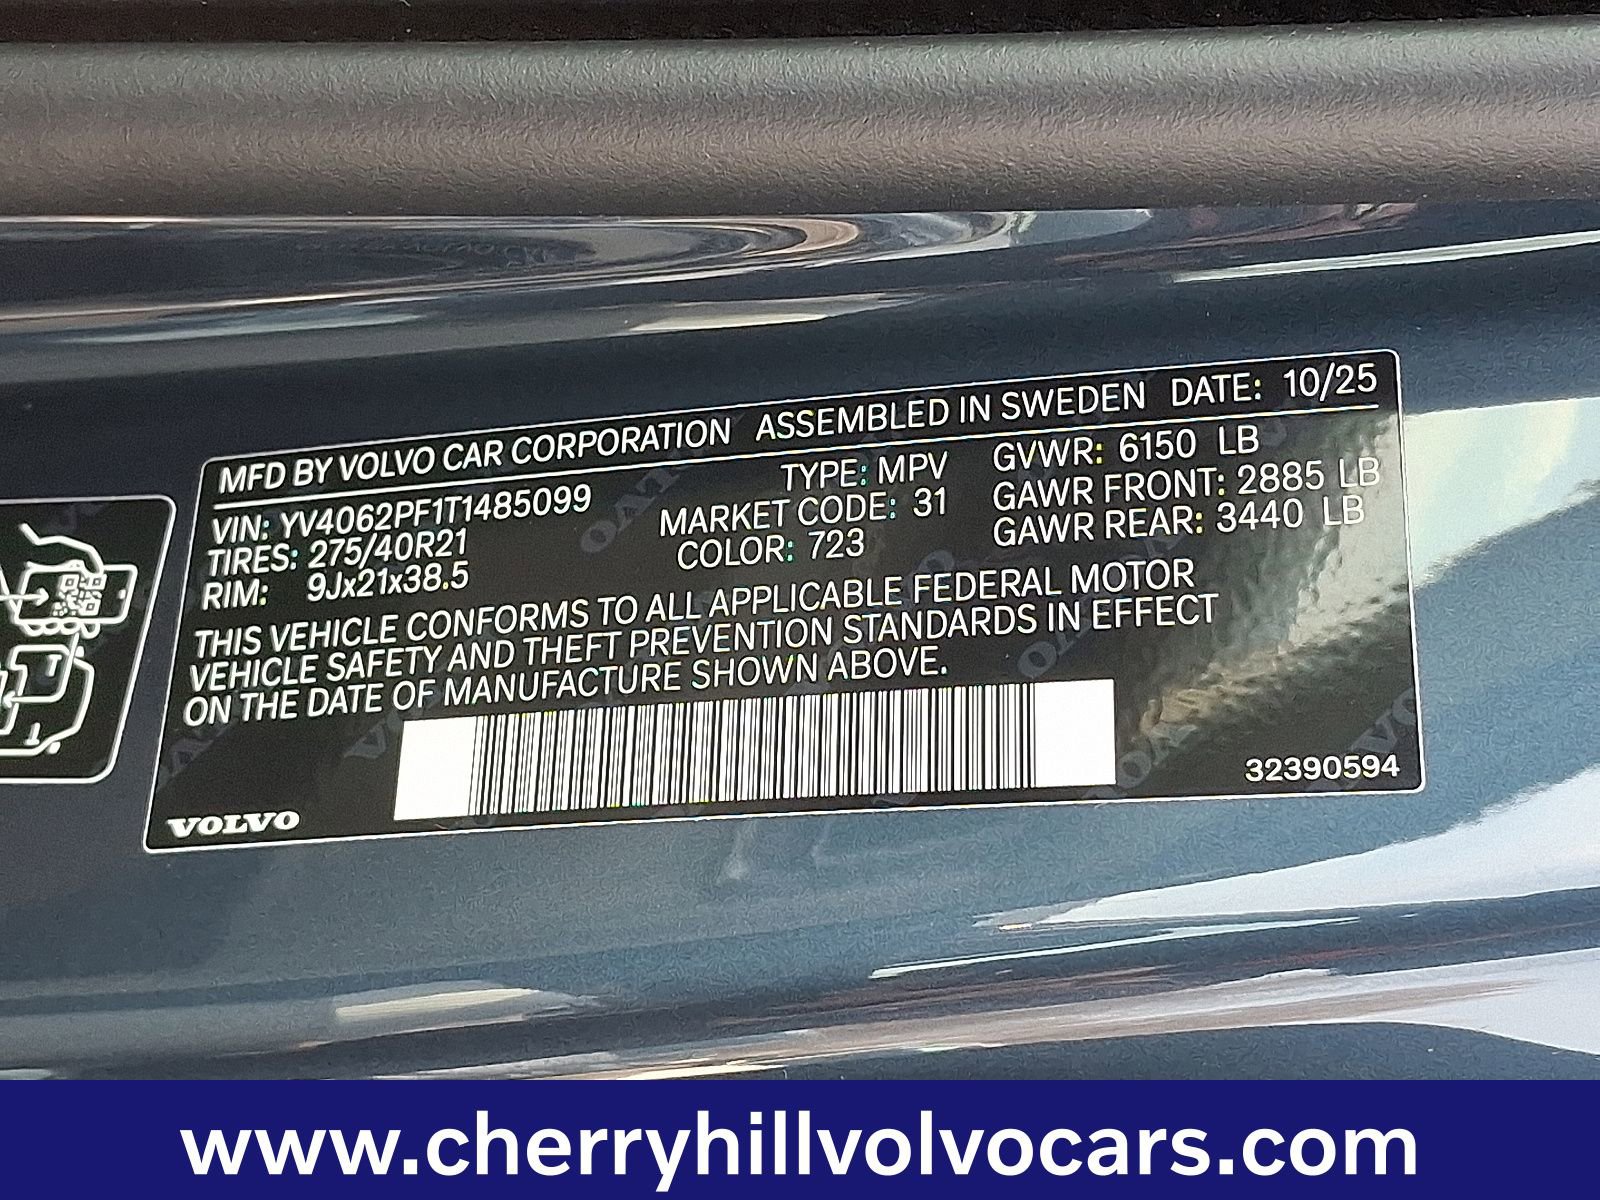 MFD BY VOLVO CAR CORPORATION ASSEMBLED IN SWEDEN DATE: 10/25
VIN: YV4062PF1T1485099 TYPE: MPV GVWR: 6150 LB
TIRES: 275/40R21 MARKET CODE: 31 GAWR FRONT: 2885 LB
RIM: 9Jx21x38.5 COLOR: 723 GAWR REAR: 3440 LB
THIS VEHICLE CONFORMS TO ALL APPLICABLE FEDERAL MOTOR
VEHICLE SAFETY AND THEFT PREVENTION STANDARDS IN EFFECT
ON THE DATE OF MANUFACTURE SHOWN ABOVE.
32390594
VOLVO
www.cherryhillvolvocars.com